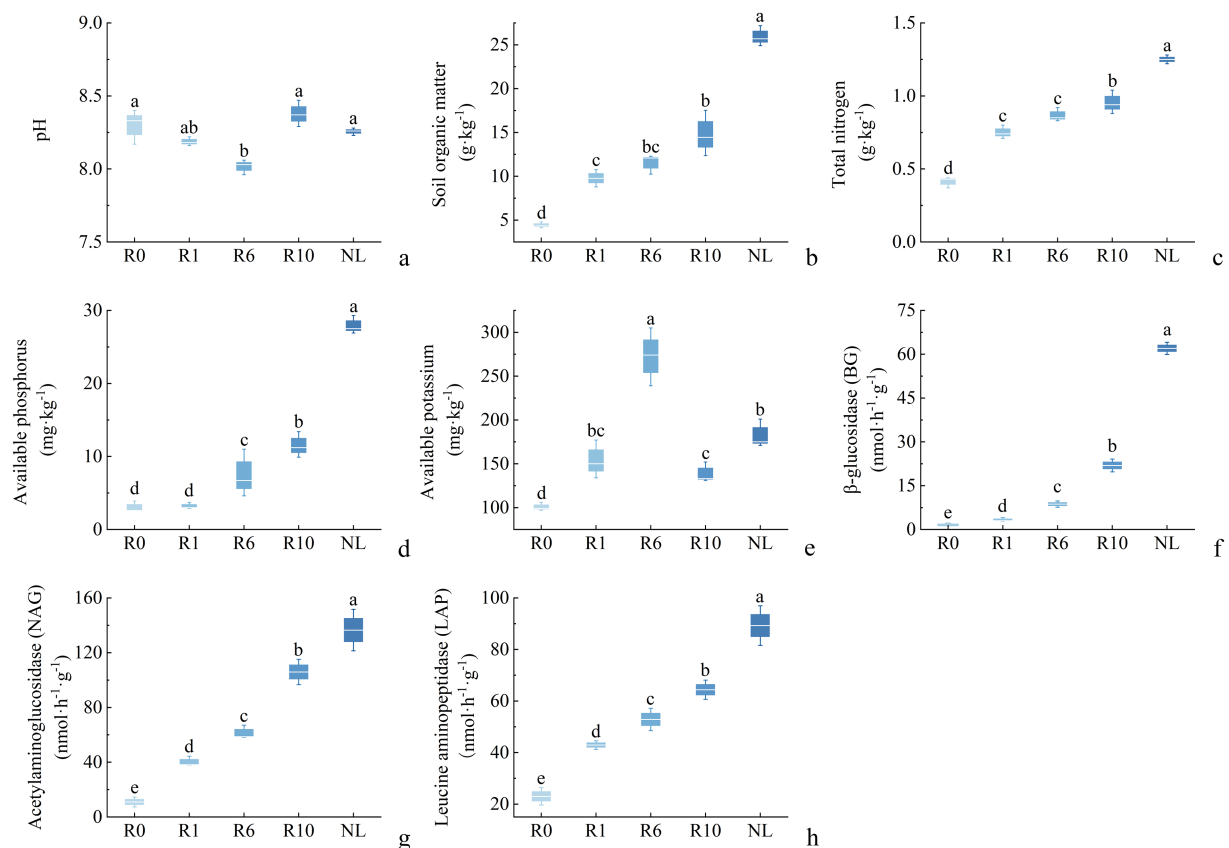 pH
9.0
8.5
8.0
7.5
a
ab
b
a
a
R0 R1 R6 R10 NL
a
Soil organic matter
(g·kg⁻¹)
25
20
15
10
5
d
c
bc
b
a
R0 R1 R6 R10 NL
b
Total nitrogen
(g·kg⁻¹)
1.5
1.0
0.5
0.0
d
c
c
b
a
R0 R1 R6 R10 NL
c
Available phosphorus
(mg·kg⁻¹)
30
20
10
0
d
d
c
b
a
R0 R1 R6 R10 NL
d
Available potassium
(mg·kg⁻¹)
300
250
200
150
100
d
bc
a
c
b
R0 R1 R6 R10 NL
e
β-glucosidase (BG)
(nmol·h⁻¹·g⁻¹)
75
60
45
30
15
0
e
d
c
b
a
R0 R1 R6 R10 NL
f
Acetylaminoglucosidase (NAG)
(nmol·h⁻¹·g⁻¹)
160
120
80
40
0
e
d
c
b
a
R0 R1 R6 R10 NL
g
Leucine aminopeptidase (LAP)
(nmol·h⁻¹·g⁻¹)
100
80
60
40
20
e
d
c
b
a
R0 R1 R6 R10 NL
h